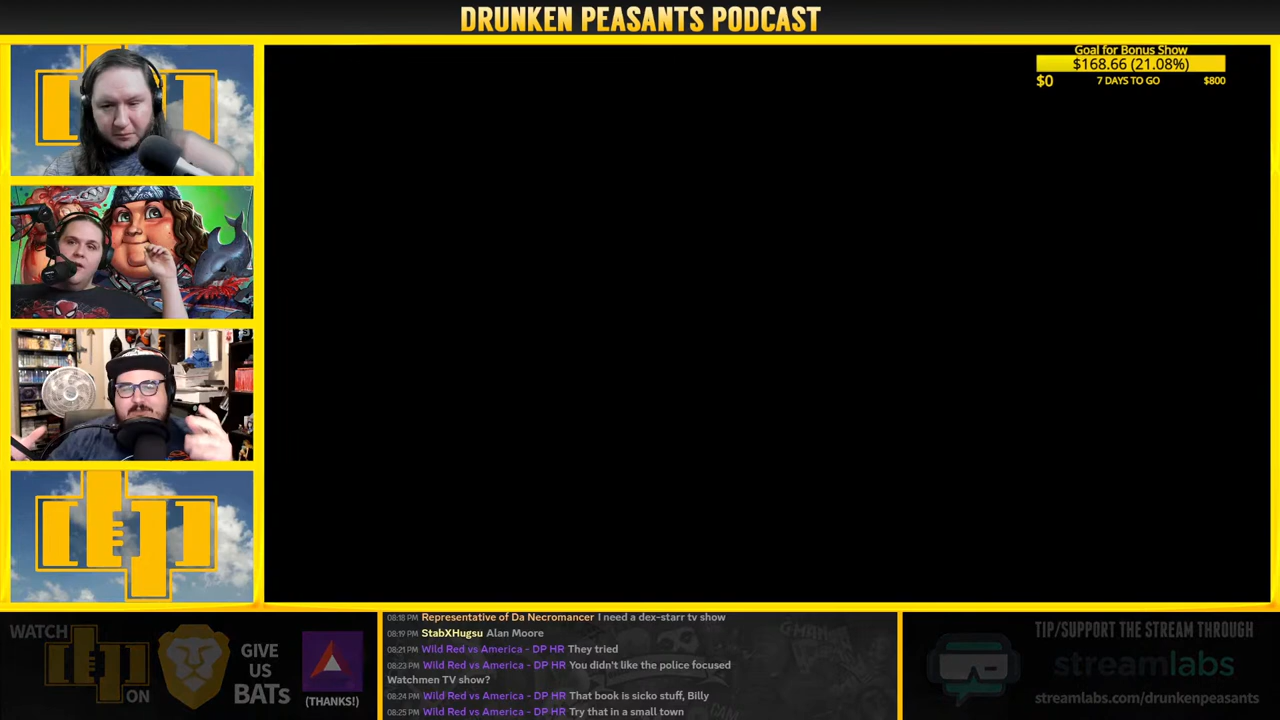 DRUNKEN PEASANTS PODCAST
Goal for Bonus Show
$168.66 (21.08%)
$0 7 DAYS TO GO $800
08:18 PM Representative of Da Necromancer I need a dex-starr tv show
08:19 PM StabXHugsu Alan Moore
08:21 PM Wild Red vs America - DP HR They tried
08:23 PM Wild Red vs America - DP HR You didn't like the police focused
Watchmen TV show?
08:24 PM Wild Red vs America - DP HR That book is sicko stuff, Billy
08:25 PM Wild Red vs America - DP HR Try that in a small town
WATCH
ON
GIVE
US
BATs
(THANKS!)
TIP/SUPPORT THE STREAM THROUGH
streamlabs
streamlabs.com/drunkenpeasants